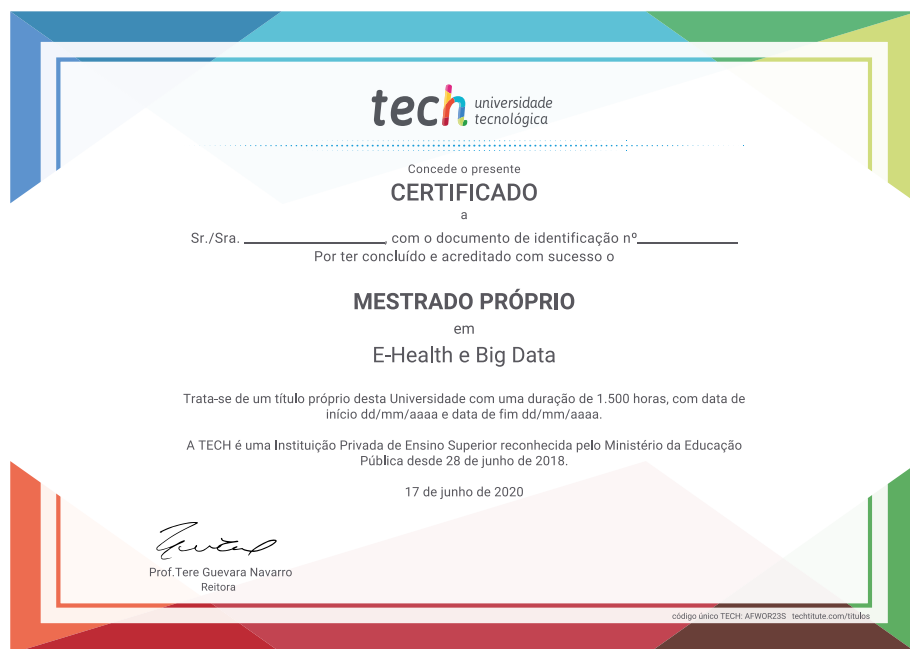 tech universidade
tecnológica
Concede o presente
CERTIFICADO
a
Sr./Sra. ________________, com o documento de identificação nº____________
Por ter concluído e acreditado com sucesso o
MESTRADO PRÓPRIO
em
E-Health e Big Data
Trata-se de um título próprio desta Universidade com uma duração de 1.500 horas, com data de
início dd/mm/aaaa e data de fim dd/mm/aaaa.
A TECH é uma Instituição Privada de Ensino Superior reconhecida pelo Ministério da Educação
Pública desde 28 de junho de 2018.
17 de junho de 2020
Prof.Tere Guevara Navarro
Reitora
código único TECH: AFWOR23S techtitute.com/titulos